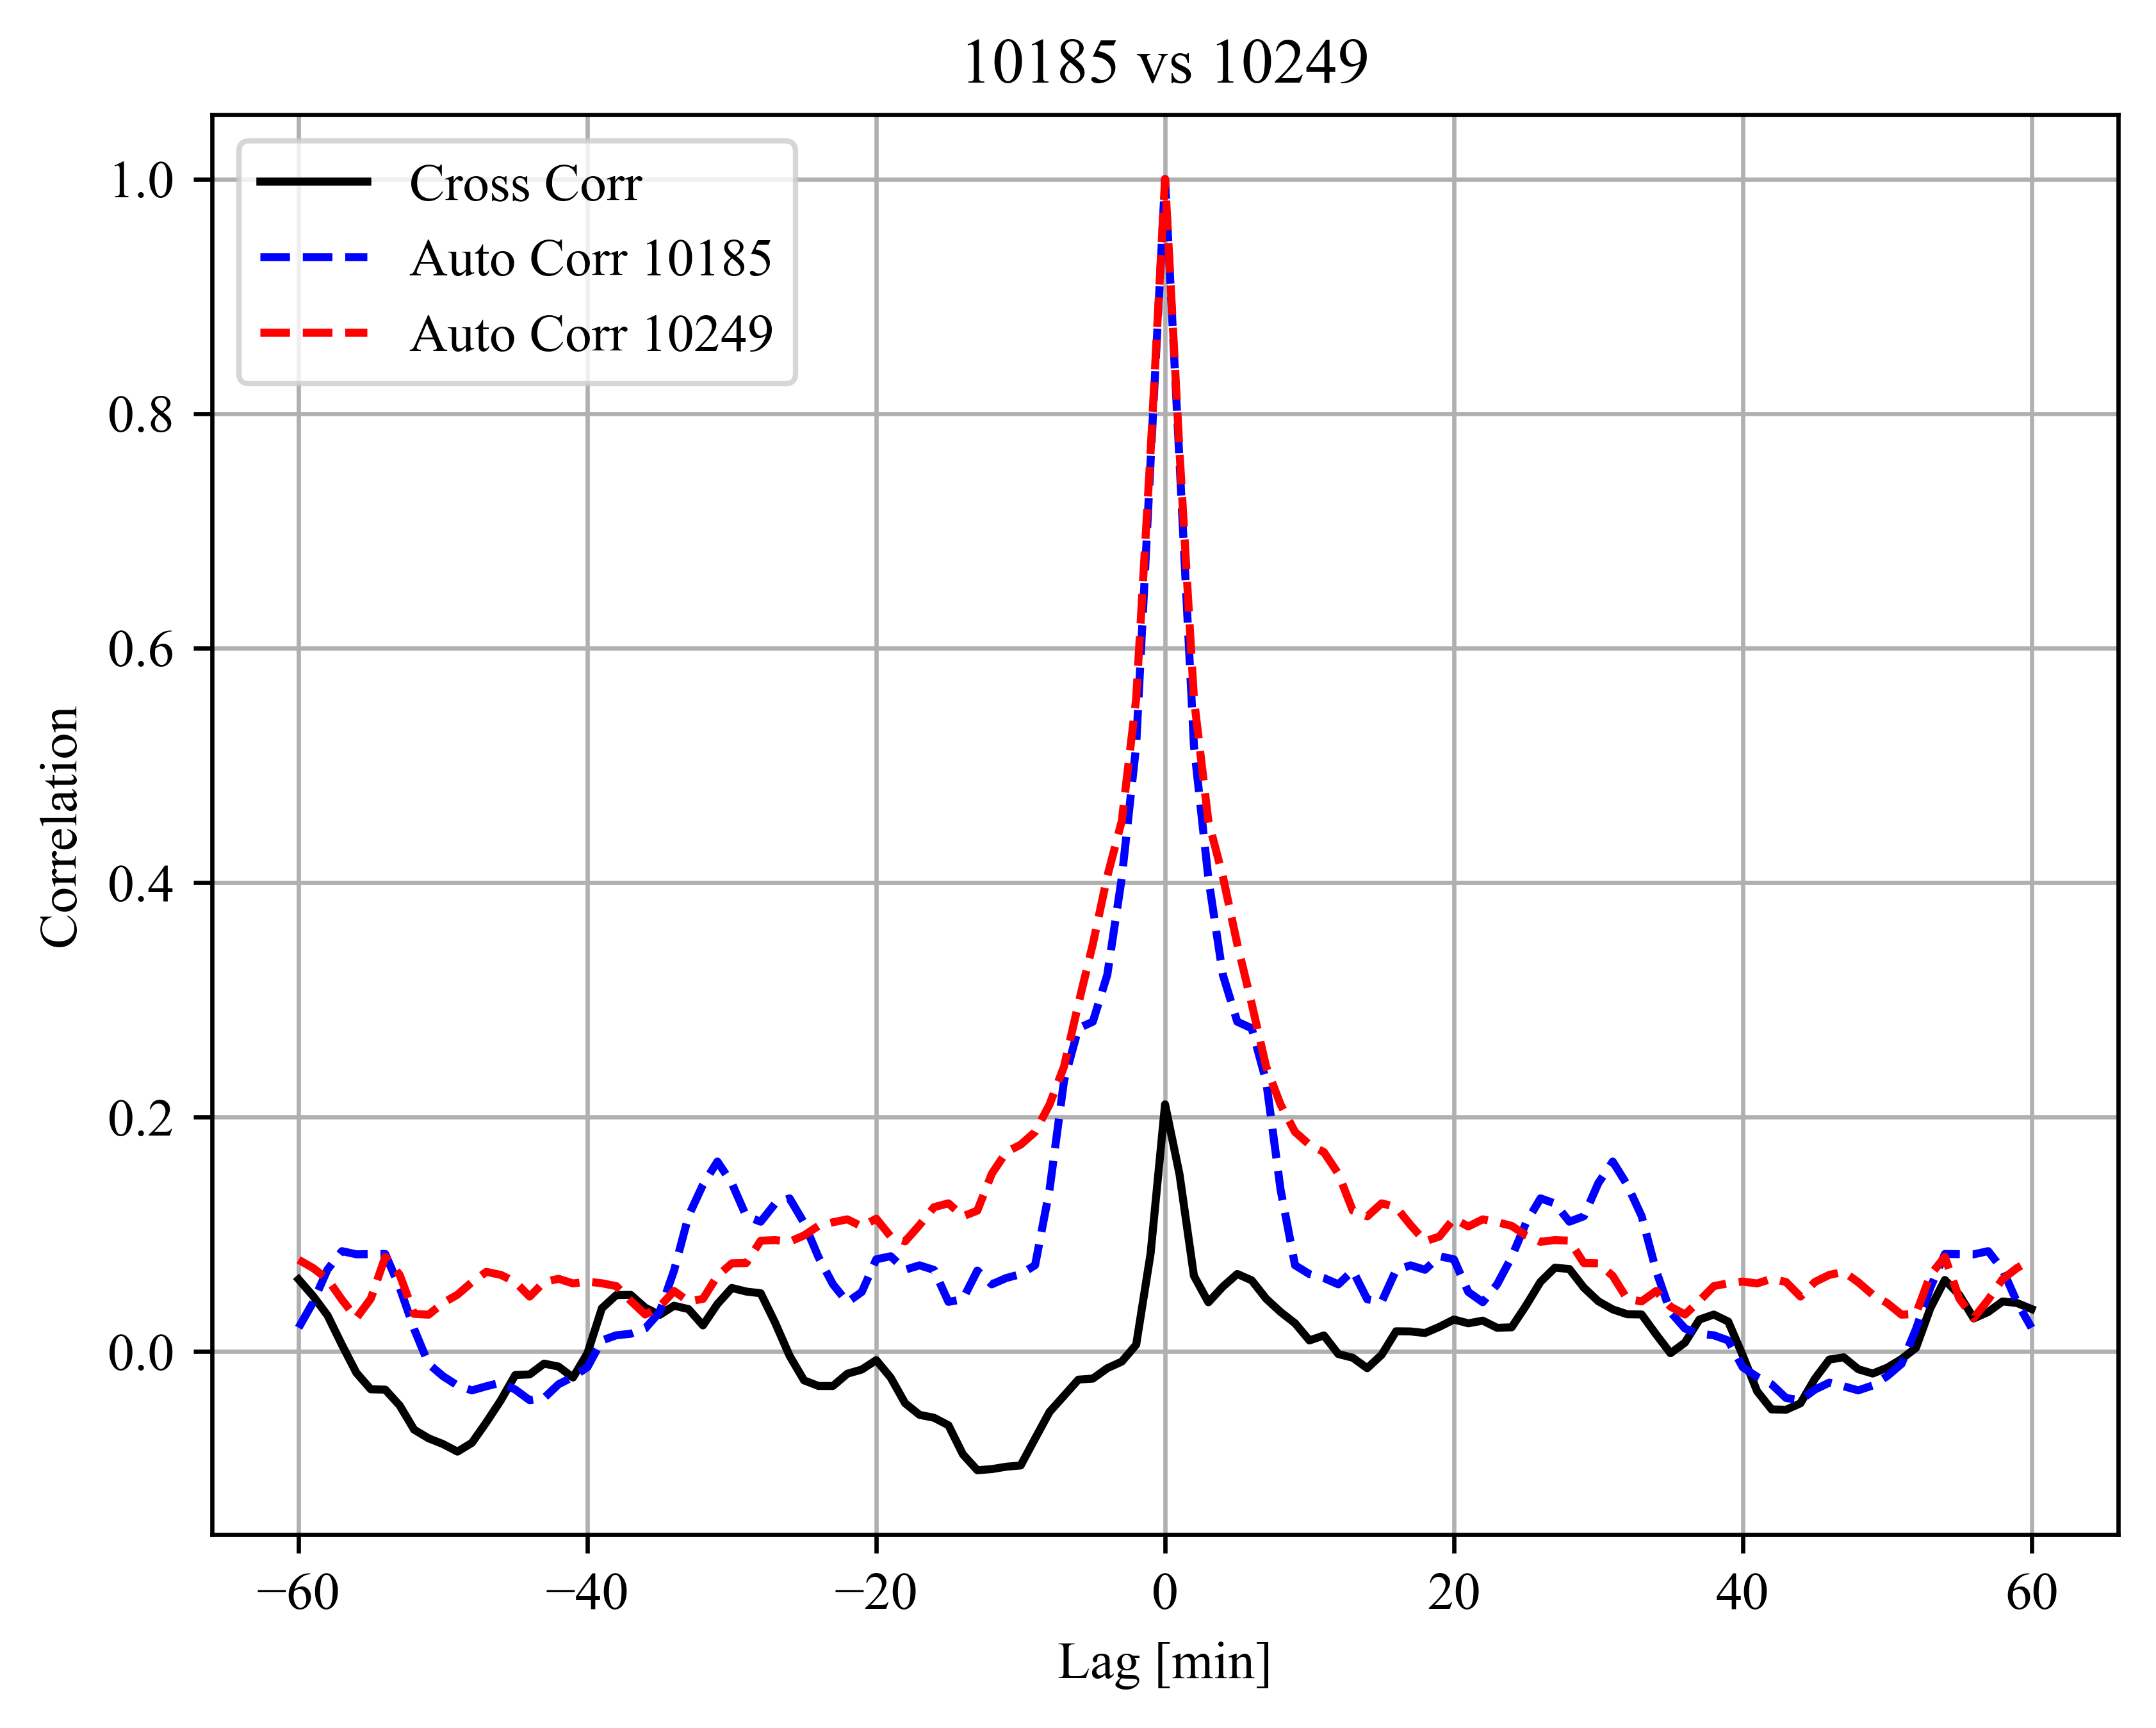 10185 vs 10249
Cross Corr
Auto Corr 10185
Auto Corr 10249
1.0
0.8
0.6
0.4
0.2
0.0
Correlation
−60 −40 −20 0 20 40 60
Lag [min]